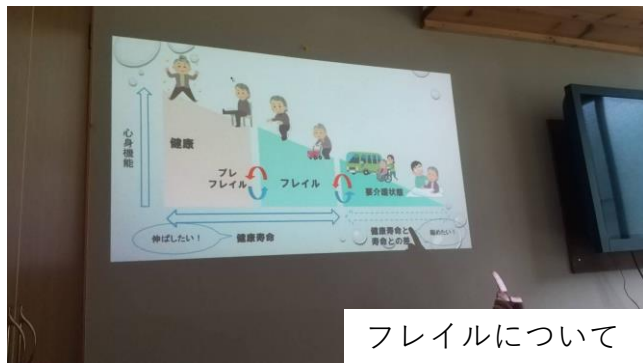 心身機能
健康
プレ
フレイル
フレイル
要介護状態
伸ばしたい!
健康寿命
健康寿命と
寿命との差
縮めたい!
フレイルについて